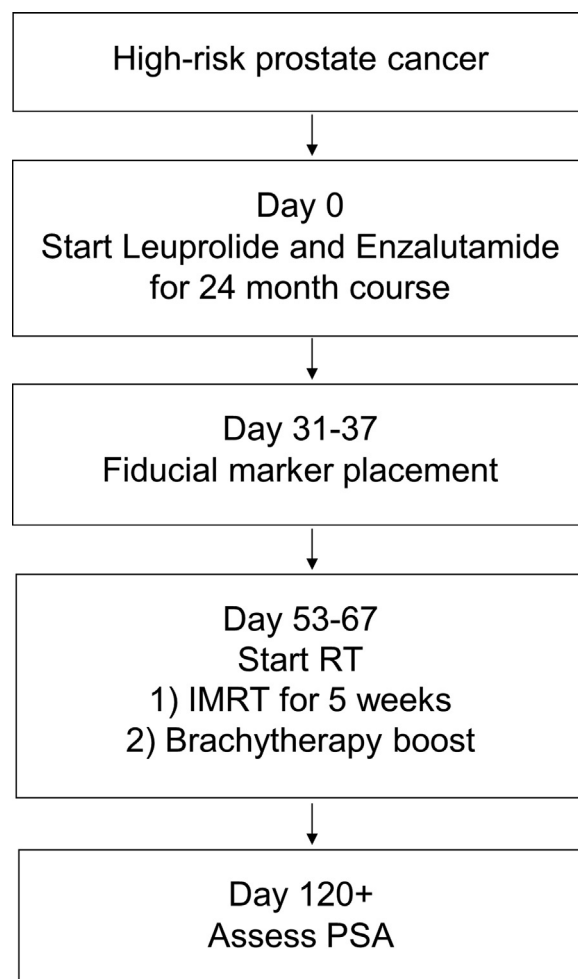 High-risk prostate cancer
Day 0
Start Leuprolide and Enzalutamide
for 24 month course
Day 31-37
Fiducial marker placement
Day 53-67
Start RT
1) IMRT for 5 weeks
2) Brachytherapy boost
Day 120+
Assess PSA